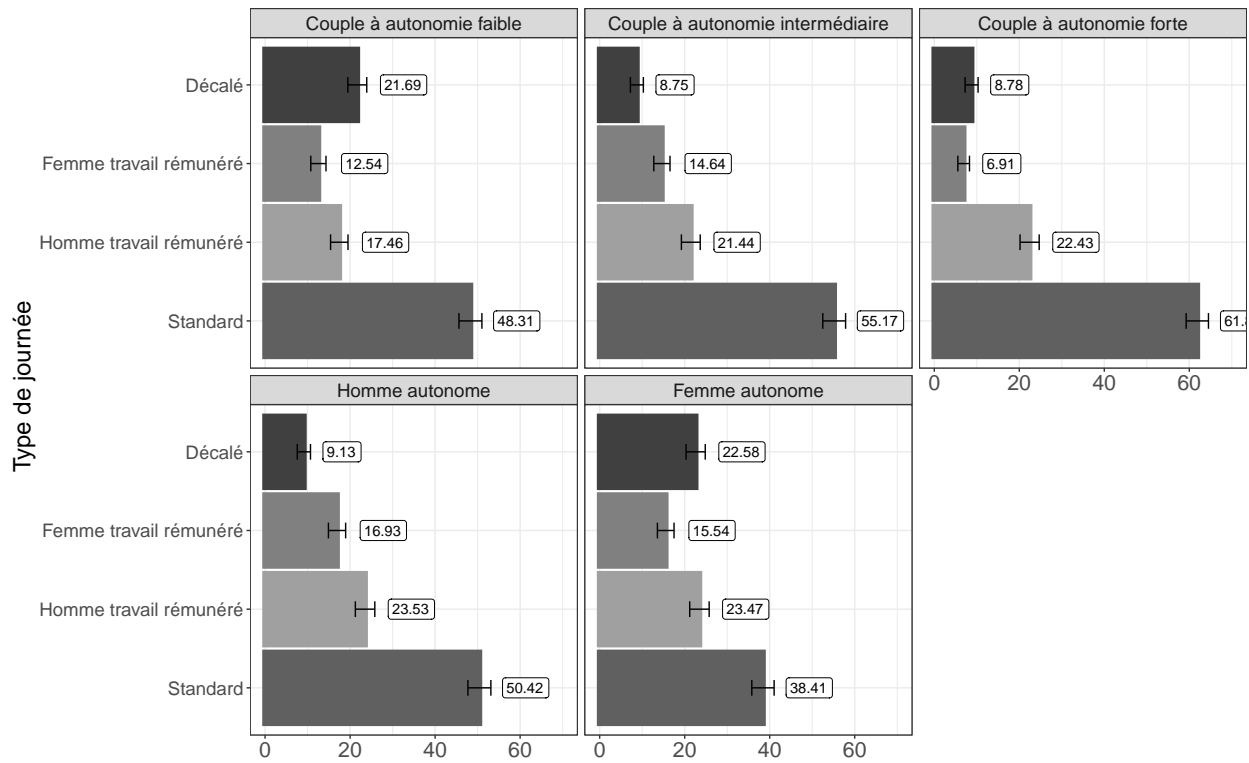 Couple à autonomie faible
Couple à autonomie intermédiaire
Couple à autonomie forte
Décalé
21.69
8.75
8.78
Femme travail rémunéré
12.54
14.64
6.91
Homme travail rémunéré
17.46
21.44
22.43
Standard
48.31
55.17
61.
0 20 40 60
Type de journée
Homme autonome
Femme autonome
Décalé
9.13
22.58
Femme travail rémunéré
16.93
15.54
Homme travail rémunéré
23.53
23.47
Standard
50.42
38.41
0 20 40 60
0 20 40 60